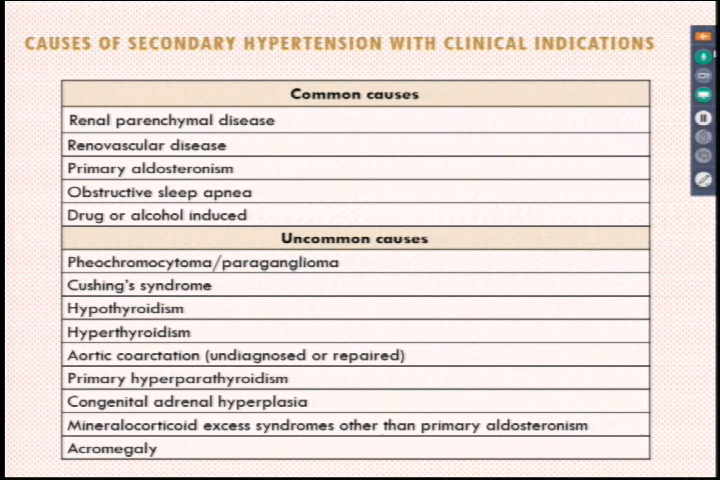 CAUSES OF SECONDARY HYPERTENSION WITH CLINICAL INDICATIONS
Common causes
Renal parenchymal disease
Renovascular disease
Primary aldosteronism
Obstructive sleep apnea
Drug or alcohol induced
Uncommon causes
Pheochromocytoma/paraganglioma
Cushing's syndrome
Hypothyroidism
Hyperthyroidism
Aortic coarctation (undiagnosed or repaired)
Primary hyperparathyroidism
Congenital adrenal hyperplasia
Mineralocorticoid excess syndromes other than primary aldosteronism
Acromegaly